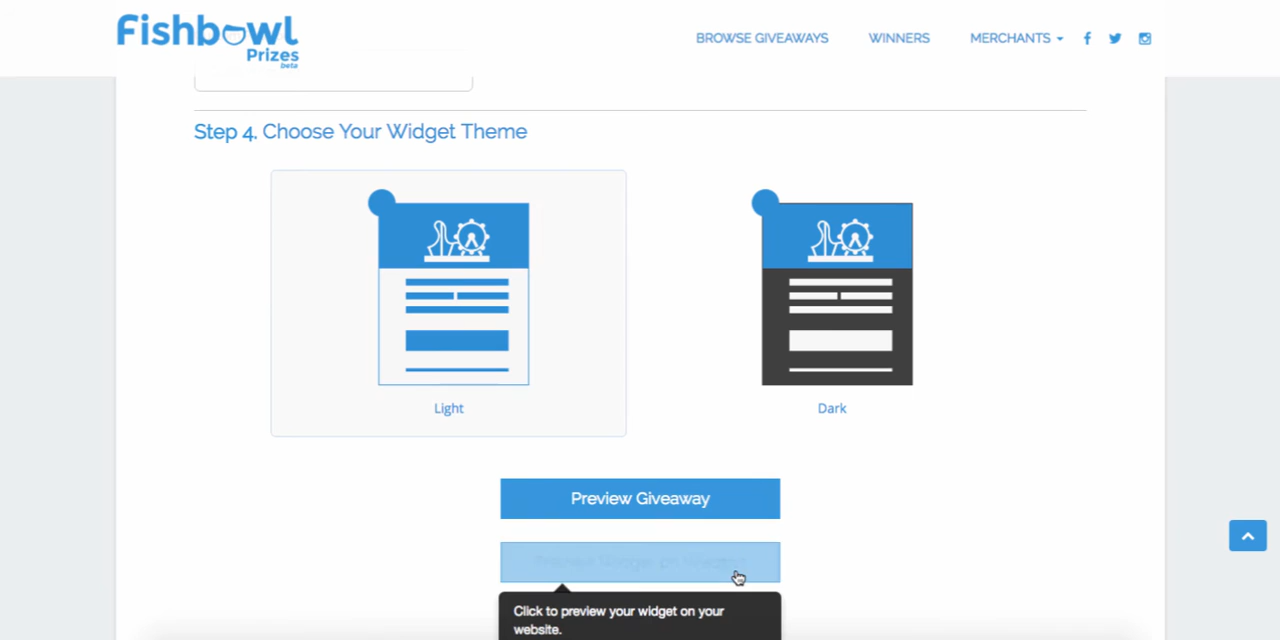 Fishbowl
Prizes
beta
BROWSE GIVEAWAYS
WINNERS
MERCHANTS
Step 4. Choose Your Widget Theme
Light
Dark
Preview Giveaway
Click to preview your widget on your
website.